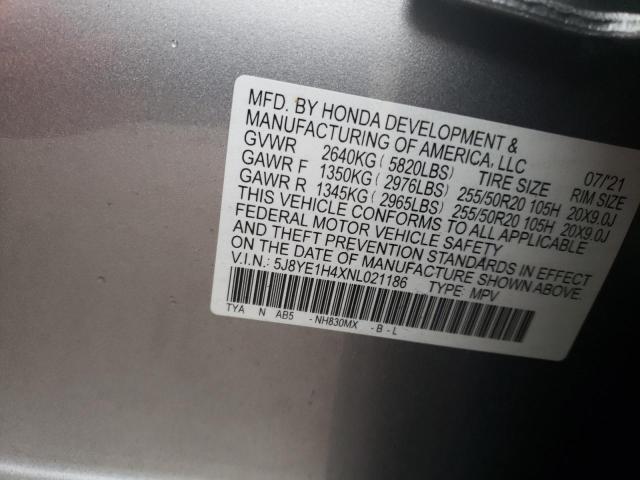 MFD. BY HONDA DEVELOPMENT &
MANUFACTURING OF AMERICA, LLC 07/'21
GVWR 2640KG ( 5820LBS) TIRE SIZE RIM SIZE
GAWR F 1350KG ( 2976LBS) 255/50R20 105H 20X9.0J
GAWR R 1345KG ( 2965LBS) 255/50R20 105H 20X9.0J
THIS VEHICLE CONFORMS TO ALL APPLICABLE
FEDERAL MOTOR VEHICLE SAFETY
AND THEFT PREVENTION STANDARDS IN EFFECT
ON THE DATE OF MANUFACTURE SHOWN ABOVE.
V.I.N.: 5J8YE1H4XNL021186 TYPE: MPV
TYA N AB5 - NH830MX - B - L